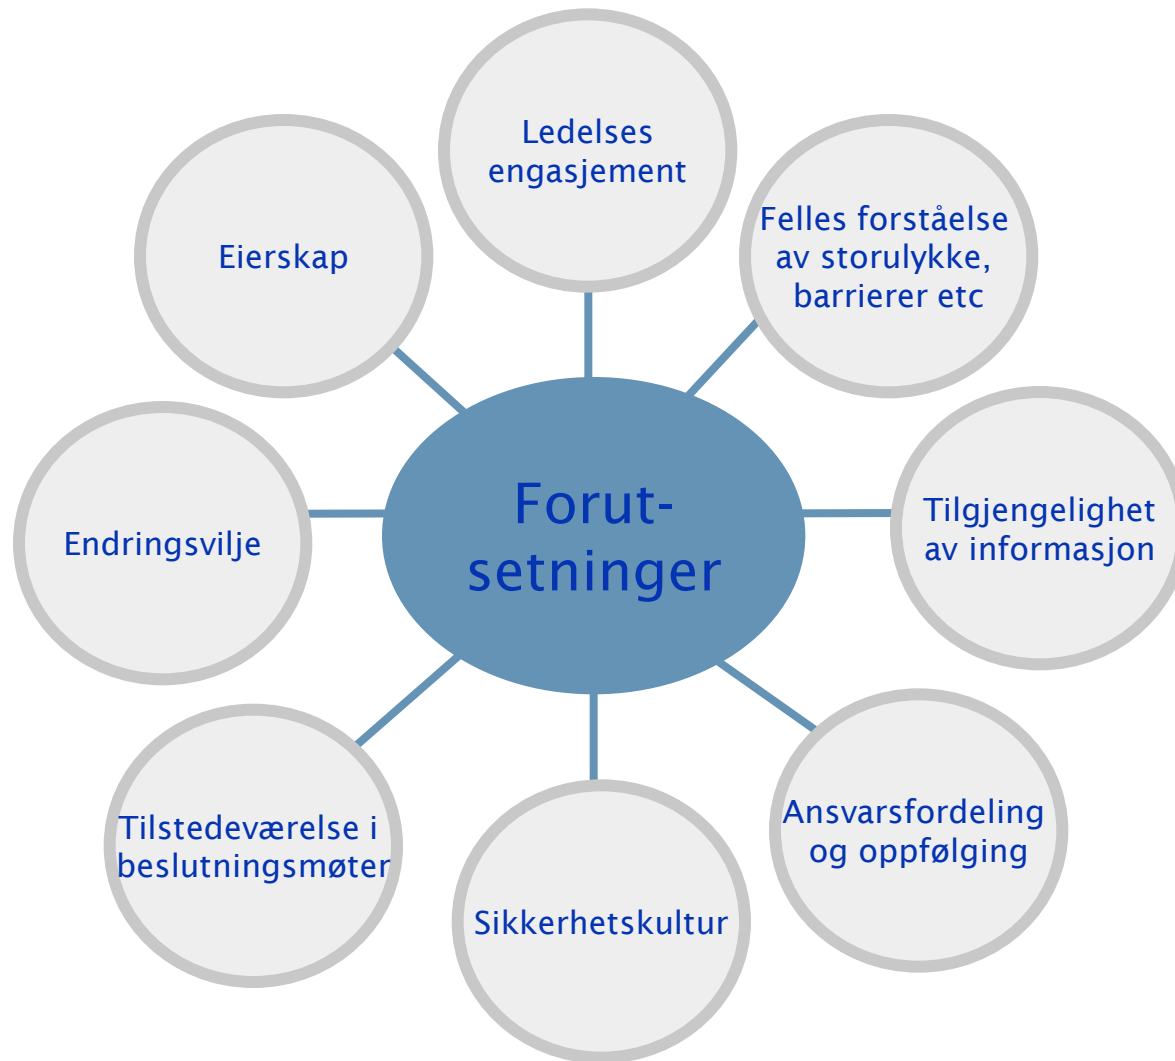 Ledelses
engasjement
Felles forståelse
av storulykke,
barrierer etc
Eierskap
Tilgjengelighet
av informasjon
Endringsvilje
Forut-
setninger
Ansvarsfordeling
og oppfølging
Tilstedeværelse i
beslutningsmøter
Sikkerhetskultur